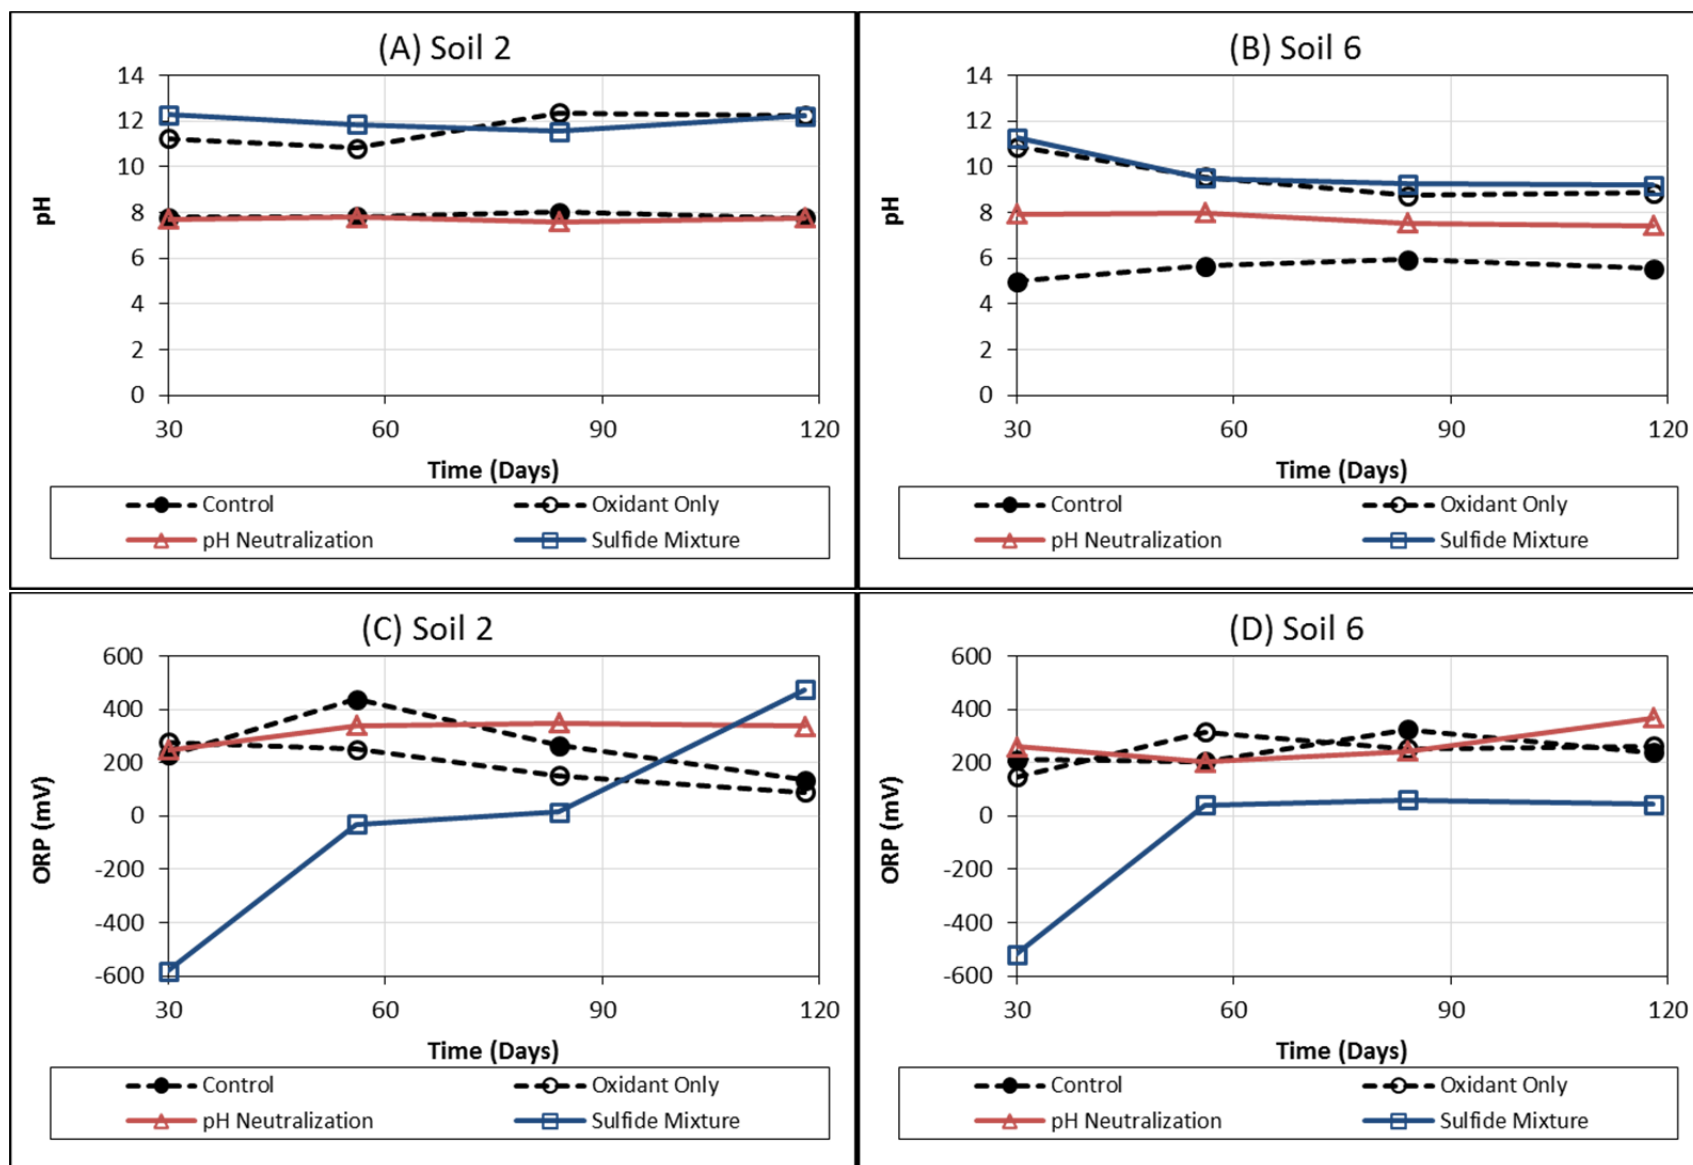 (A) Soil 2
14
12
10
8
6
4
2
0
pH
30 60 90 120
Time (Days)
Control Oxidant Only
pH Neutralization Sulfide Mixture
(B) Soil 6
14
12
10
8
6
4
2
0
pH
30 60 90 120
Time (Days)
Control Oxidant Only
pH Neutralization Sulfide Mixture
(C) Soil 2
600
400
200
0
-200
-400
-600
ORP (mV)
30 60 90 120
Time (Days)
Control Oxidant Only
pH Neutralization Sulfide Mixture
(D) Soil 6
600
400
200
0
-200
-400
-600
ORP (mV)
30 60 90 120
Time (Days)
Control Oxidant Only
pH Neutralization Sulfide Mixture